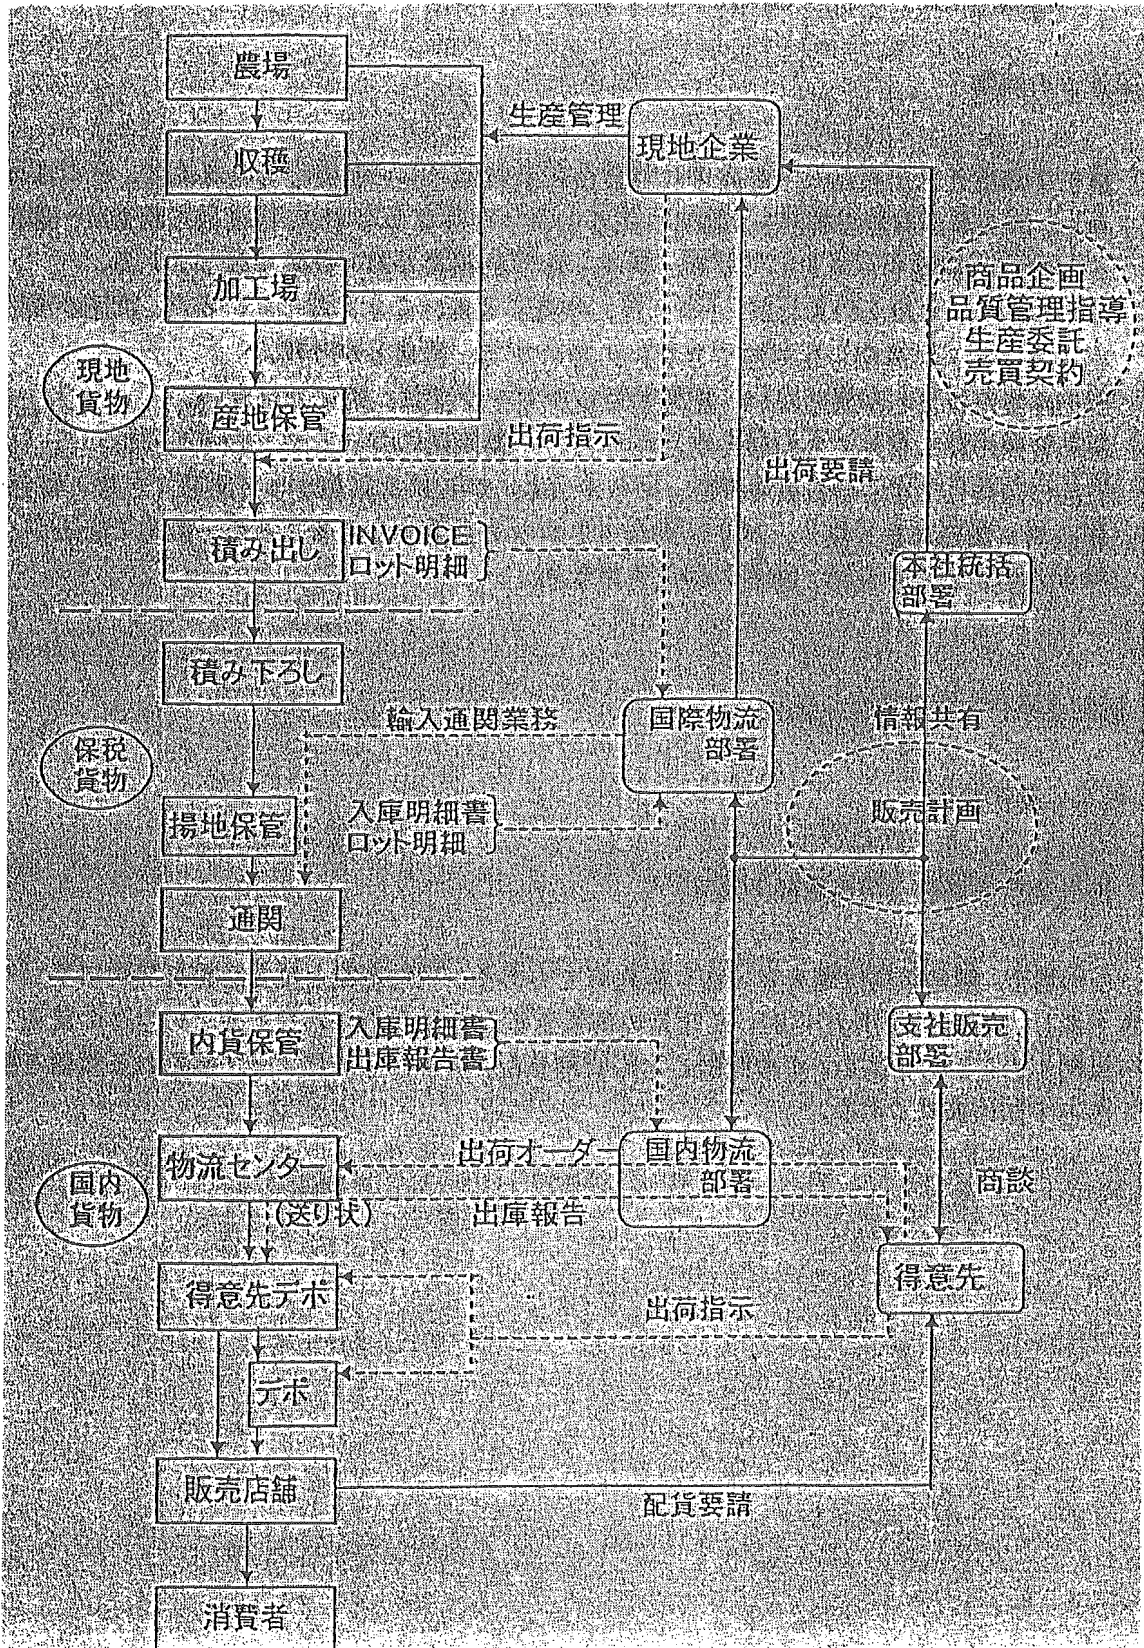 農場
生産管理
現地企業
収穫
商品企画
品質管理指導
生産委託
売買契約
加工場
現地
貨物
産地保管
出荷指示
出荷要請
積み出し
INVOICE
ロット明細
本社統括
部署
積み下ろし
輸入通関業務
国際物流
部署
情報共有
保税
貨物
揚地保管
入庫明細書
ロット明細
販売計画
通関
内貨保管
入庫明細書
出庫報告書
支社販売
部署
物流センター
出荷オーダー
国内物流
部署
商談
国内
貨物
(送り状)
出庫報告
得意先デポ
得意先
出荷指示
デポ
販売店舗
配貨要請
消費者